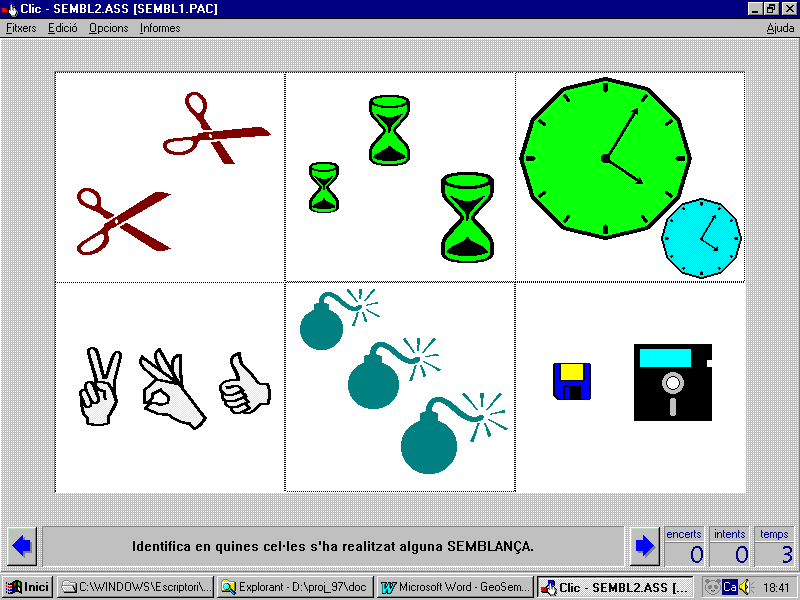 Clic - SEMBL2.ASS [SEMBL1.PAC]
Fitxers Edició Opcions Informes Ajuda
Identifica en quines cel·les s'ha realitzat alguna SEMBLANÇA.
encerts intents temps
0 0 3
Inici C:\WINDOWS\Escriptori\... Explorant - D:\proj_97\doc Microsoft Word - GeoSem... Clic - SEMBL2.ASS [... Ca 18:41